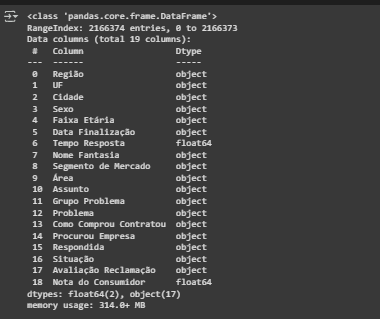 <class 'pandas.core.frame.DataFrame'>
RangeIndex: 2166374 entries, 0 to 2166373
Data columns (total 19 columns):
 #   Column                Dtype
---  ------                -----
 0   Região                object
 1   UF                    object
 2   Cidade                object
 3   Sexo                  object
 4   Faixa Etária          object
 5   Data Finalização      object
 6   Tempo Resposta        float64
 7   Nome Fantasia         object
 8   Segmento de Mercado   object
 9   Área                  object
 10  Assunto               object
 11  Grupo Problema        object
 12  Problema              object
 13  Como Comprou Contratou  object
 14  Procurou Empresa      object
 15  Respondida            object
 16  Situação              object
 17  Avaliação Reclamação  object
 18  Nota do Consumidor    float64
dtypes: float64(2), object(17)
memory usage: 314.0+ MB